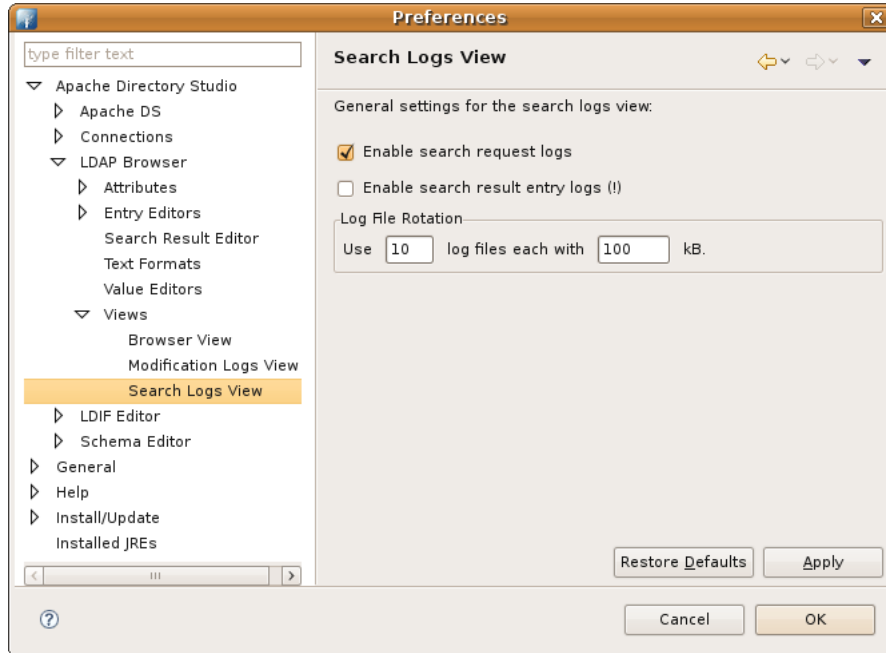 Preferences
type filter text
Apache Directory Studio
Apache DS
Connections
LDAP Browser
Attributes
Entry Editors
Search Result Editor
Text Formats
Value Editors
Views
Browser View
Modification Logs View
Search Logs View
LDIF Editor
Schema Editor
General
Help
Install/Update
Installed JREs
Search Logs View
General settings for the search logs view:
Enable search request logs
Enable search result entry logs (!)
Log File Rotation
Use 10 log files each with 100 kB.
Restore Defaults Apply
Cancel OK